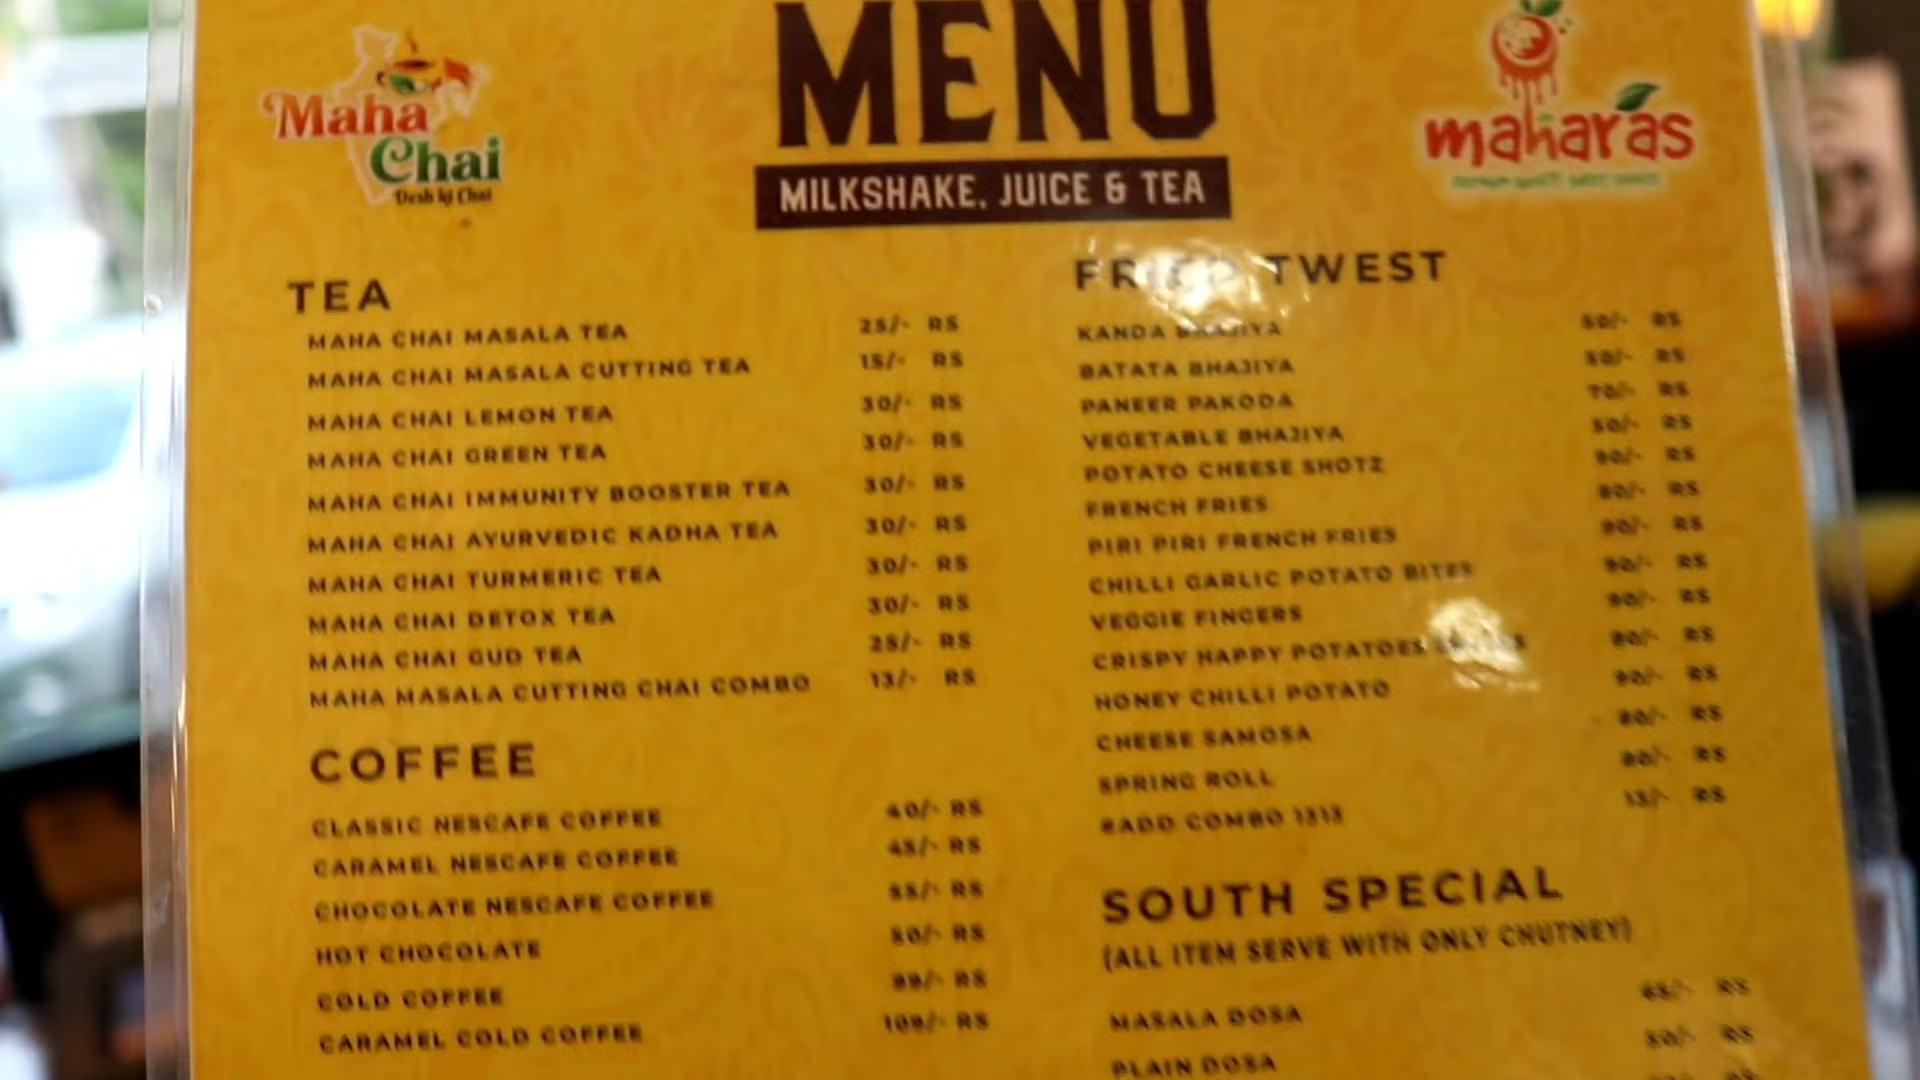 Maha
Chai
Desh ki Chai
MENU
MILKSHAKE, JUICE & TEA
maharas
TEA
MAHA CHAI MASALA TEA 25/- RS
MAHA CHAI MASALA CUTTING TEA 15/- RS
MAHA CHAI LEMON TEA 30/- RS
MAHA CHAI GREEN TEA 30/- RS
MAHA CHAI IMMUNITY BOOSTER TEA 30/- RS
MAHA CHAI AYURVEDIC KADHA TEA 30/- RS
MAHA CHAI TURMERIC TEA 30/- RS
MAHA CHAI DETOX TEA 30/- RS
MAHA CHAI GUD TEA 25/- RS
MAHA MASALA CUTTING CHAI COMBO 13/- RS
COFFEE
CLASSIC NESCAFE COFFEE 40/- RS
CARAMEL NESCAFE COFFEE 45/- RS
CHOCOLATE NESCAFE COFFEE 55/- RS
HOT CHOCOLATE 50/- RS
COLD COFFEE 99/- RS
CARAMEL COLD COFFEE 109/- RS
FRIED TWEST
KANDA BHAJIYA 50/- RS
BATATA BHAJIYA 50/- RS
PANEER PAKODA 70/- RS
VEGETABLE BHAJIYA 50/- RS
POTATO CHEESE SHOTZ 90/- RS
FRENCH FRIES 80/- RS
PIRI PIRI FRENCH FRIES 90/- RS
CHILLI GARLIC POTATO BITES 90/- RS
VEGGIE FINGERS 90/- RS
CRISPY HAPPY POTATOES 80/- RS
HONEY CHILLI POTATO 90/- RS
CHEESE SAMOSA 80/- RS
SPRING ROLL 80/- RS
#ADD COMBO 1313 13/- RS
SOUTH SPECIAL
(ALL ITEM SERVE WITH ONLY CHUTNEY)
MASALA DOSA 65/- RS
PLAIN DOSA 50/- RS